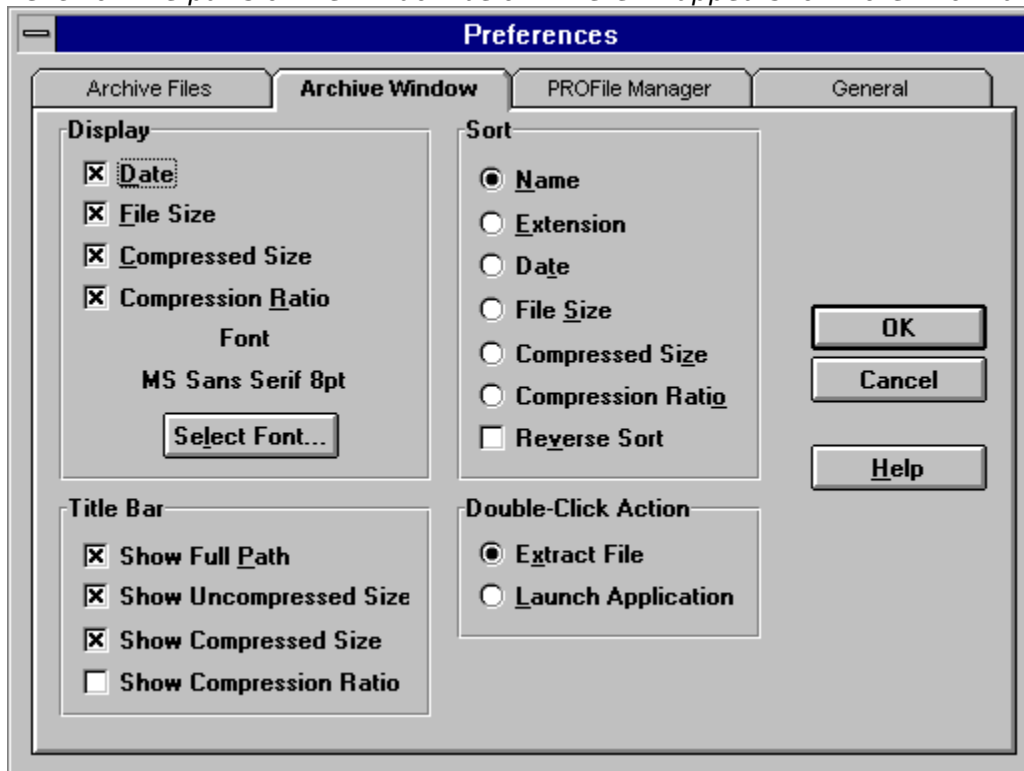 Preferences
Archive Files
Archive Window
PROFile Manager
General
Display
Date
File Size
Compressed Size
Compression Ratio
Font
MS Sans Serif 8pt
Select Font...
Sort
Name
Extension
Date
File Size
Compressed Size
Compression Ratio
Reverse Sort
OK
Cancel
Help
Title Bar
Show Full Path
Show Uncompressed Size
Show Compressed Size
Show Compression Ratio
Double-Click Action
Extract File
Launch Application